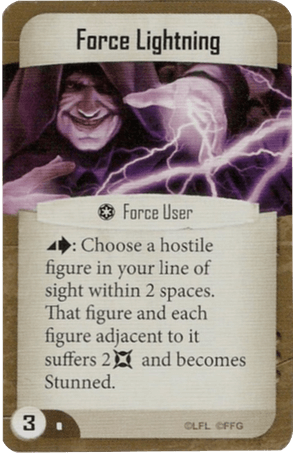 Force Lightning
Force User
: Choose a hostile
figure in your line of
sight within 2 spaces.
That figure and each
figure adjacent to it
suffers 2 and becomes
Stunned.
3
©LFL ©FFG